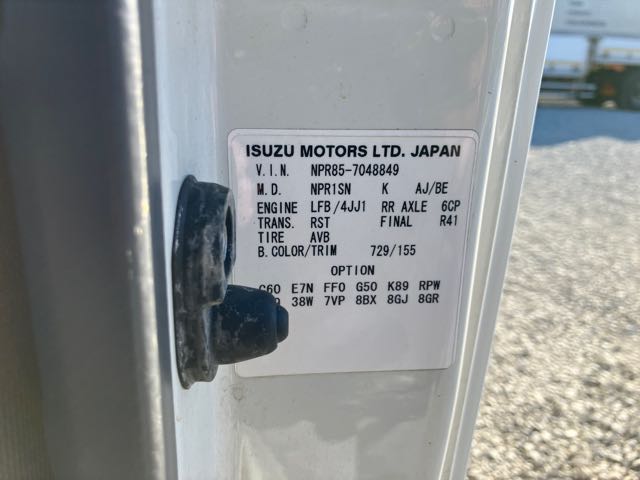 ISUZU MOTORS LTD. JAPAN
V.I.N. NPR85-7048849
M.D. NPR1SN K AJ/BE
ENGINE LFB/4JJ1 RR AXLE 6CP
TRANS. RST FINAL R41
TIRE AVB
B.COLOR/TRIM 729/155
OPTION
E7N FF0 G50 K89 RPW
38W 7VP 8BX 8GJ 8GR